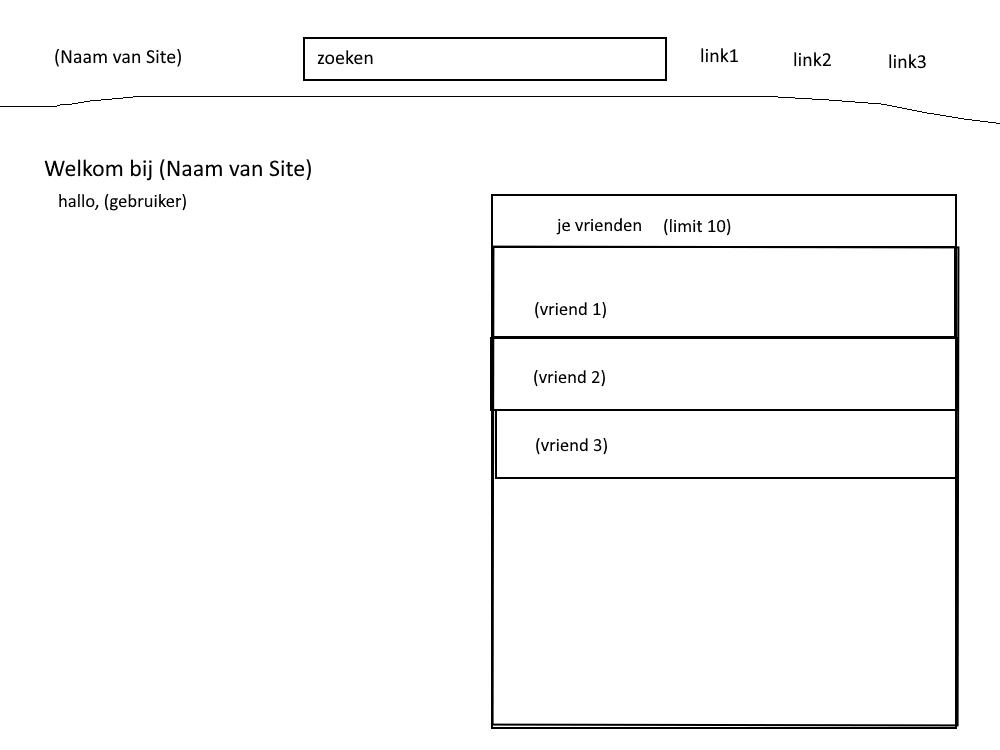 (Naam van Site) zoeken link1 link2 link3
Welkom bij (Naam van Site)
hallo, (gebruiker)
je vrienden (limit 10)
(vriend 1)
(vriend 2)
(vriend 3)